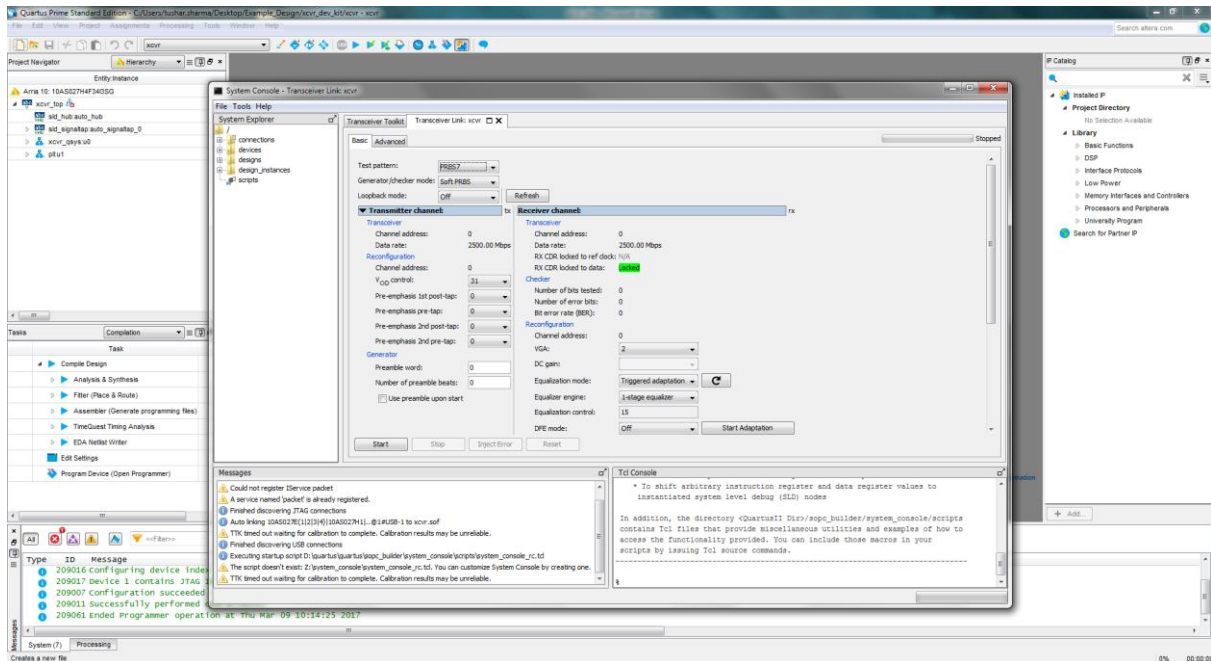 Quartus Prime Standard Edition - C:/Users/tushar.sharma/Desktop/Example_Design/xcvr_dev_kit/xcvr - xcvr
File Edit View Project Assignments Processing Tools Window Help
Search altera.com
xcvr
Project Navigator
Hierarchy
Entity:Instance
Arria 10: 10AS027H4F34I3SG
xcvr_top
sld_hub:auto_hub
sld_signaltap:auto_signaltap_0
xcvr_qsys:u0
pll:u1
Tasks
Compilation
Task
Compile Design
Analysis & Synthesis
Fitter (Place & Route)
Assembler (Generate programming files)
TimeQuest Timing Analysis
EDA Netlist Writer
Edit Settings
Program Device (Open Programmer)
System Console - Transceiver Link: xcvr
File Tools Help
System Explorer
/
connections
devices
designs
design_instances
scripts
Transceiver Toolkit
Transceiver Link: xcvr
Basic
Advanced
Stopped
Test pattern: PRBS7
Generator/checker mode: Soft PRBS
Loopback mode: Off
Refresh
Transmitter channel: tx
Transceiver
Channel address: 0
Data rate: 2500.00 Mbps
Reconfiguration
Channel address: 0
VOD control: 31
Pre-emphasis 1st post-tap: 0
Pre-emphasis pre-tap: 0
Pre-emphasis 2nd post-tap: 0
Pre-emphasis 2nd pre-tap: 0
Generator
Preamble word: 0
Number of preamble beats: 0
Use preamble upon start
Receiver channel: rx
Transceiver
Channel address: 0
Data rate: 2500.00 Mbps
RX CDR locked to ref clock: N/A
RX CDR locked to data: Locked
Checker
Number of bits tested: 0
Number of error bits: 0
Bit error rate (BER): 0
Reconfiguration
Channel address: 0
VGA: 2
DC gain:
Equalization mode: Triggered adaptation
Equalizer engine: 1-stage equalizer
Equalization control: 15
DFE mode: Off
Start Adaptation
Start
Stop
Inject Error
Reset
Messages
Could not register IService packet
A service named 'packet' is already registered.
Finished discovering JTAG connections
Auto linking 10AS027E(1|2|3|4)|10AS027H1|...@1#USB-1 to xcvr.sof
TTK timed out waiting for calibration to complete. Calibration results may be unreliable.
Finished discovering USB connections
Executing startup script D:\quartus\quartus\sopc_builder\system_console\scripts\system_console_rc.tcl
The script doesn't exist: Z:\system_console\system_console_rc.tcl. You can customize System Console by creating one.
TTK timed out waiting for calibration to complete. Calibration results may be unreliable.
Tcl Console
* To shift arbitrary instruction register and data register values to
instantiated system level debug (SLD) nodes
In addition, the directory <QuartusII Dir>/sopc_builder/system_console/scripts
contains Tcl files that provide miscellaneous utilities and examples of how to
access the functionality provided. You can include those macros in your
scripts by issuing Tcl source commands.
%
IP Catalog
Installed IP
Project Directory
No Selection Available
Library
Basic Functions
DSP
Interface Protocols
Low Power
Memory Interfaces and Controllers
Processors and Peripherals
University Program
Search for Partner IP
+ Add...
All
<<Filter>>
Type ID Message
209016 Configuring device index
209017 Device 1 contains JTAG
209007 Configuration succeeded
209011 Successfully performed
209061 Ended Programmer operation at Thu Mar 09 10:14:25 2017
Messages
System (7)
Processing
Creates a new file
0% 00:00:0